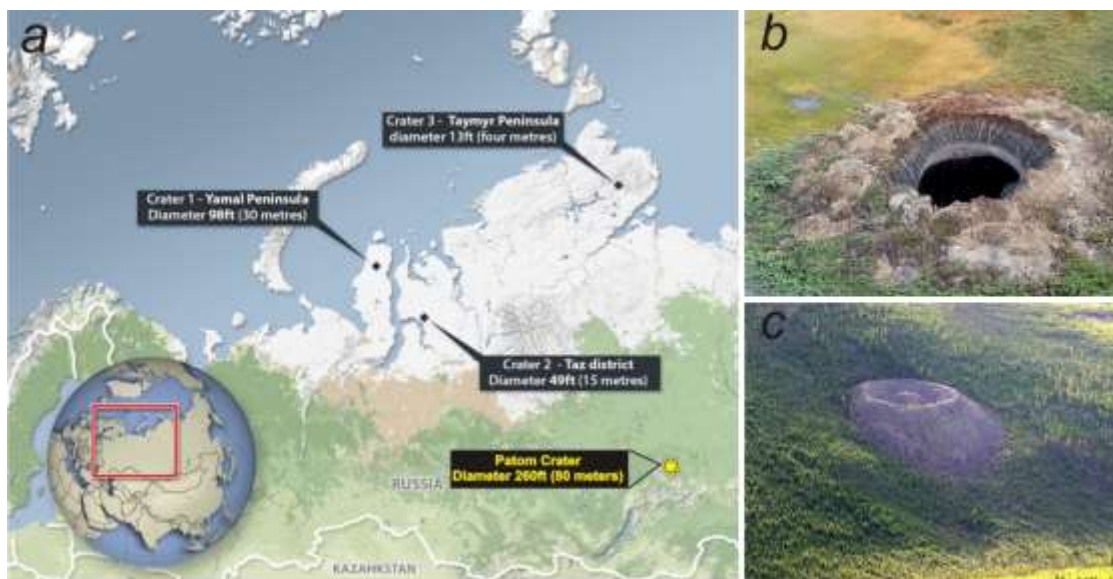 a
Crater 3 - Taymyr Peninsula
diameter 13ft (four metres)
Crater 1 - Yamal Peninsula
Diameter 98ft (30 metres)
Crater 2 - Taz district
Diameter 49ft (15 metres)
Patom Crater
Diameter 260ft (80 meters)
RUSSIA
KAZAHKSTAN
b
c